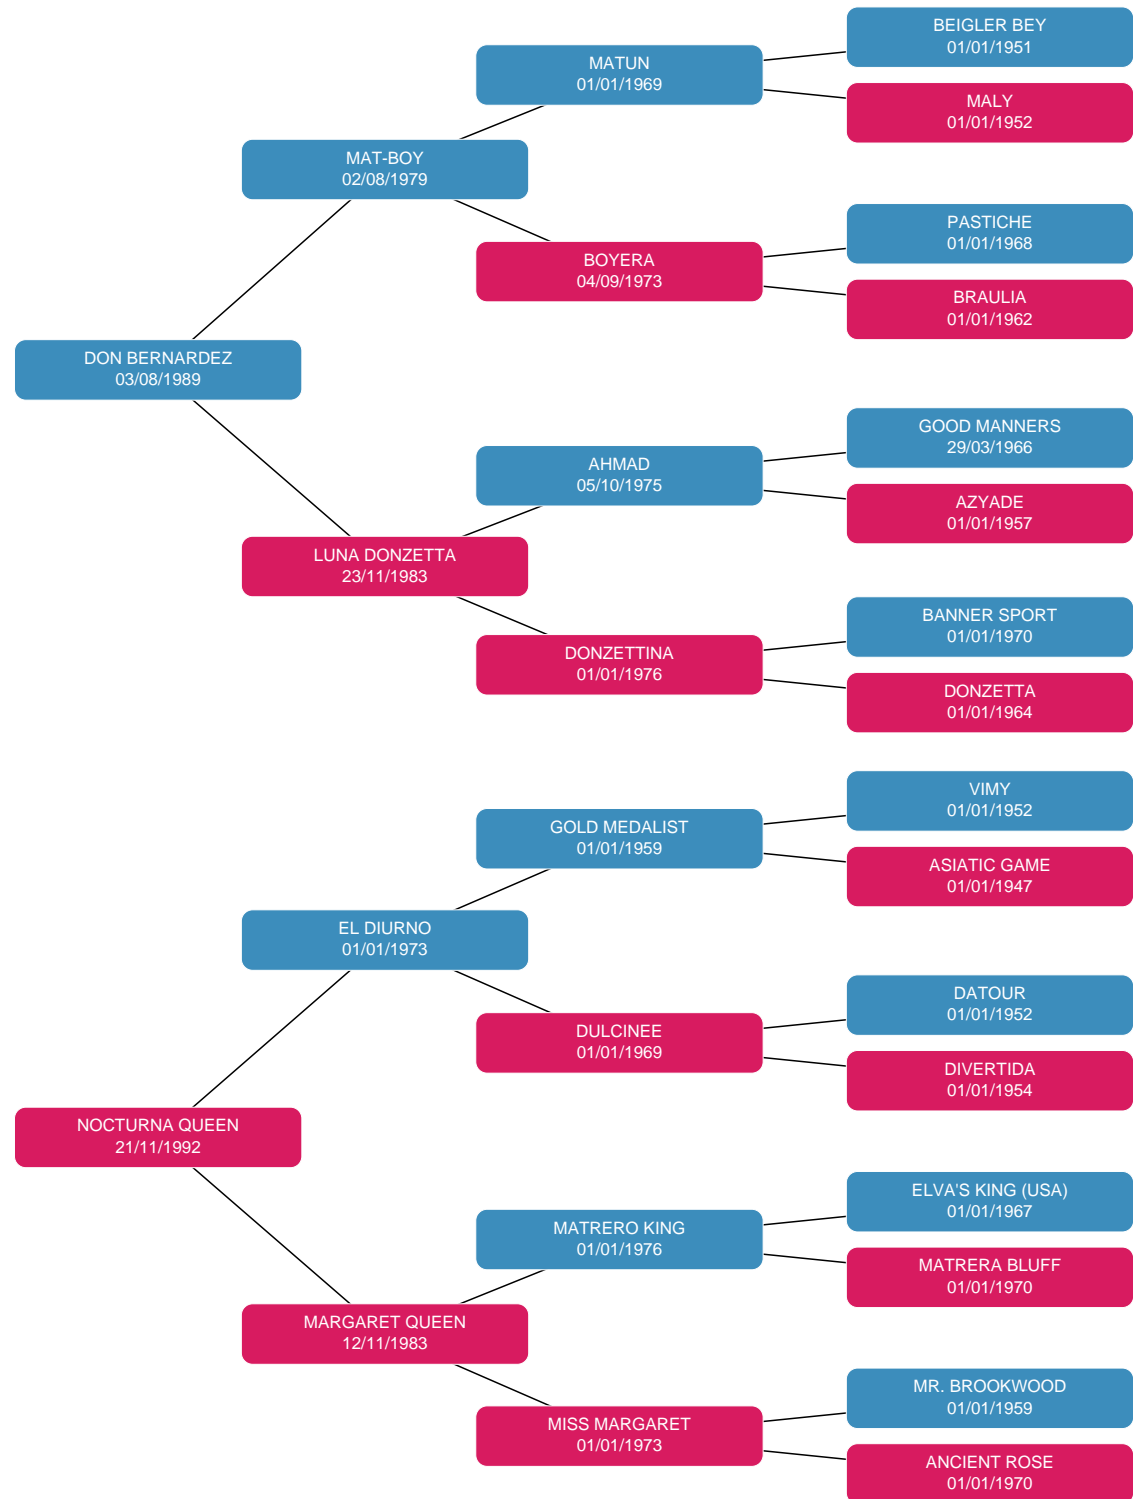 BEIGLER BEY
01/01/1951
MATUN
01/01/1969
MALY
01/01/1952
MAT-BOY
02/08/1979
PASTICHE
01/01/1968
BOYERA
04/09/1973
BRAULIA
01/01/1962
DON BERNARDEZ
03/08/1989
GOOD MANNERS
29/03/1966
AHMAD
05/10/1975
AZYADE
01/01/1957
LUNA DONZETTA
23/11/1983
BANNER SPORT
01/01/1970
DONZETTINA
01/01/1976
DONZETTA
01/01/1964
VIMY
01/01/1952
GOLD MEDALIST
01/01/1959
ASIATIC GAME
01/01/1947
EL DIURNO
01/01/1973
DATOUR
01/01/1952
DULCINEE
01/01/1969
DIVERTIDA
01/01/1954
NOCTURNA QUEEN
21/11/1992
ELVA'S KING (USA)
01/01/1967
MATRERO KING
01/01/1976
MATRERA BLUFF
01/01/1970
MARGARET QUEEN
12/11/1983
MR. BROOKWOOD
01/01/1959
MISS MARGARET
01/01/1973
ANCIENT ROSE
01/01/1970